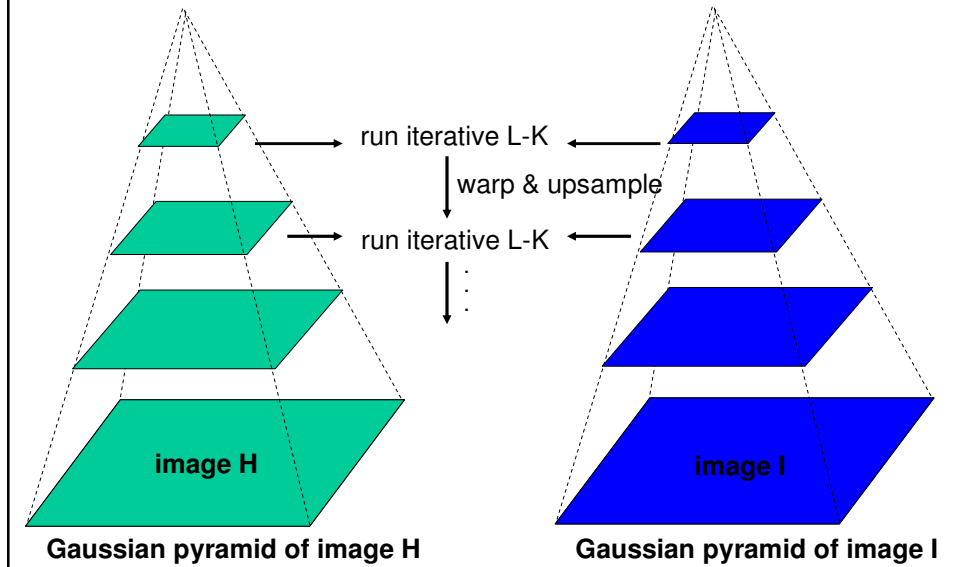 run iterative L-K
warp & upsample
run iterative L-K
.
.
.
image H
image I
Gaussian pyramid of image H
Gaussian pyramid of image I